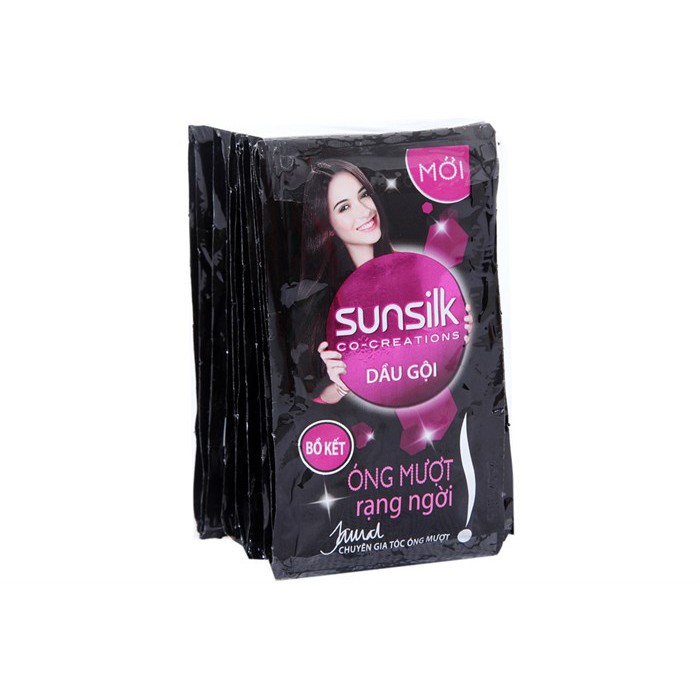 MỚI
sunsilk
CO-CREATIONS
DẦU GỘI
BỒ KẾT
ÓNG MƯỢT
rạng ngời
CHUYÊN GIA TÓC ÓNG MƯỢT